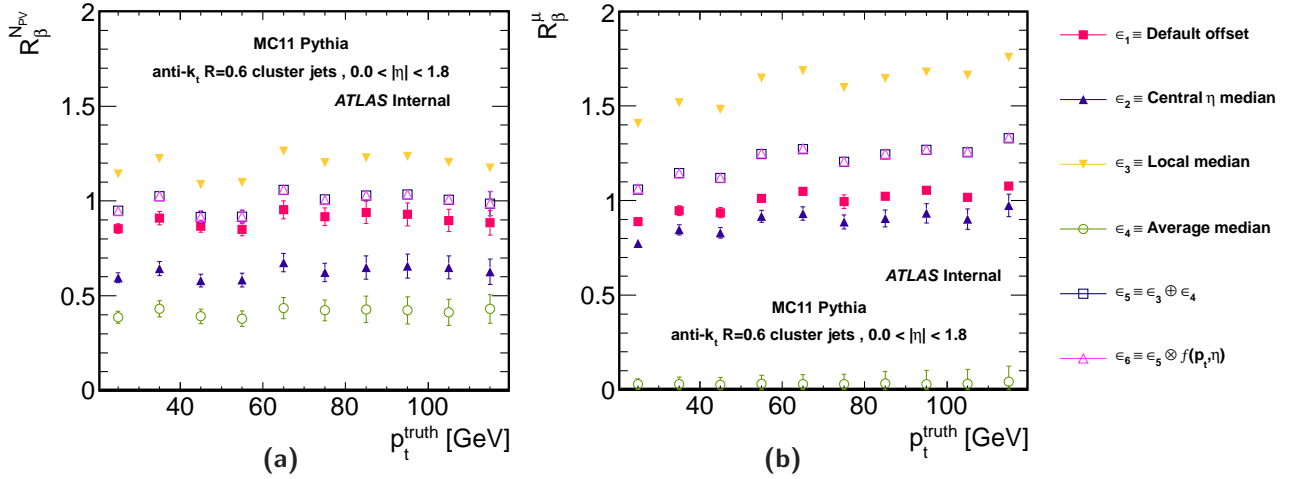 R_β^{N_{PV}}
2
1.5
1
0.5
0
MC11 Pythia
anti-k_t R=0.6 cluster jets , 0.0 < |η| < 1.8
ATLAS Internal
40 60 80 100
p_t^{truth} [GeV]
(a)
R_β^μ
2
1.5
1
0.5
0
ATLAS Internal
MC11 Pythia
anti-k_t R=0.6 cluster jets , 0.0 < |η| < 1.8
40 60 80 100
p_t^{truth} [GeV]
(b)
ϵ_1 ≡ Default offset
ϵ_2 ≡ Central η median
ϵ_3 ≡ Local median
ϵ_4 ≡ Average median
ϵ_5 ≡ ϵ_3 ⊕ ϵ_4
ϵ_6 ≡ ϵ_5 ⊗ f(p_t,η)